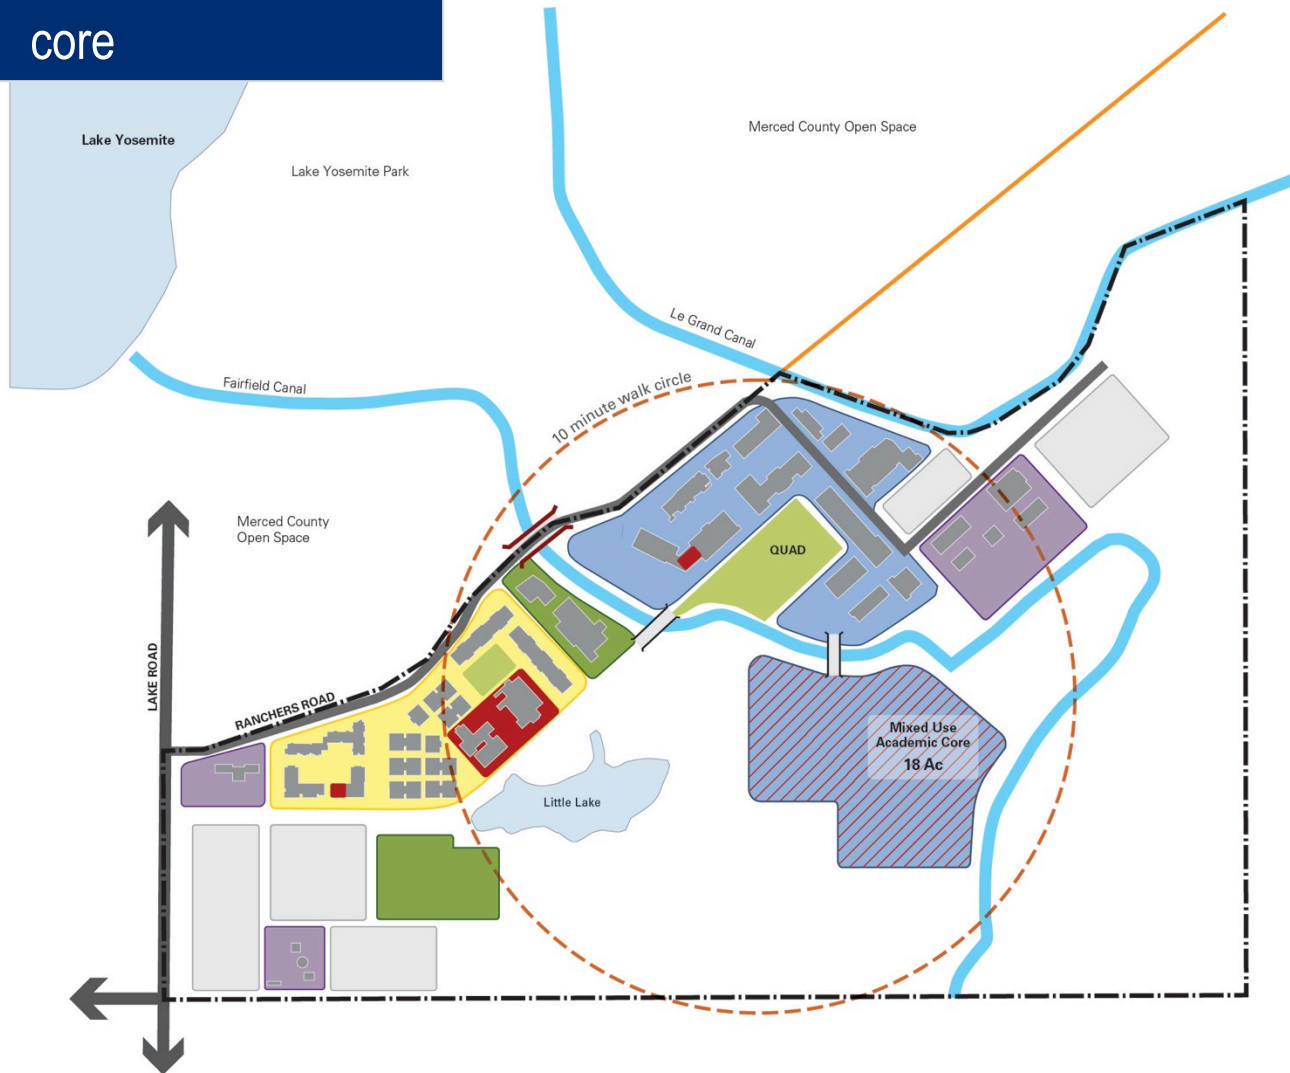 core
Lake Yosemite
Lake Yosemite Park
Merced County Open Space
Le Grand Canal
Fairfield Canal
10 minute walk circle
Merced County
Open Space
QUAD
LAKE ROAD
RANCHERS ROAD
Mixed Use
Academic Core
18 Ac
Little Lake